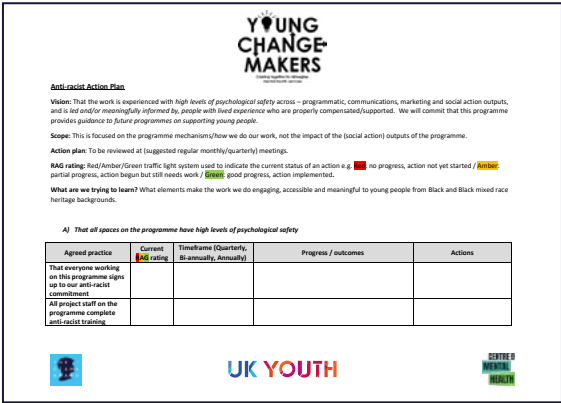 YOUNG
CHANGE
MAKERS
Anti-racist Action Plan
Vision: That the work is experienced with high levels of psychological safety across – programmatic, communications, marketing and social action outputs,
and is led and/or meaningfully informed by, people with lived experience who are properly compensated/supported. We will commit that this programme
provides guidance to future programmes on supporting young people.
Scope: This is focused on the programme mechanisms/how we do our work, not the impact of the (social action) outputs of the programme.
Action plan: To be reviewed at (suggested regular monthly/quarterly) meetings.
RAG rating: Red/Amber/Green traffic light system used to indicate the current status of an action e.g. Red: no progress, action not yet started / Amber:
partial progress, action begun but still needs work / Green: good progress, action implemented.
What are we trying to learn? What elements make the work we do engaging, accessible and meaningful to young people from Black and Black mixed race
heritage backgrounds.
A) That all spaces on the programme have high levels of psychological safety
Agreed practice
Current
RAG rating
Timeframe (Quarterly,
Bi-annually, Annually)
Progress / outcomes
Actions
That everyone working
on this programme signs
up to our anti-racist
commitment
All project staff on the
programme complete
anti-racist training
UK YOUTH
MENTAL
HEALTH